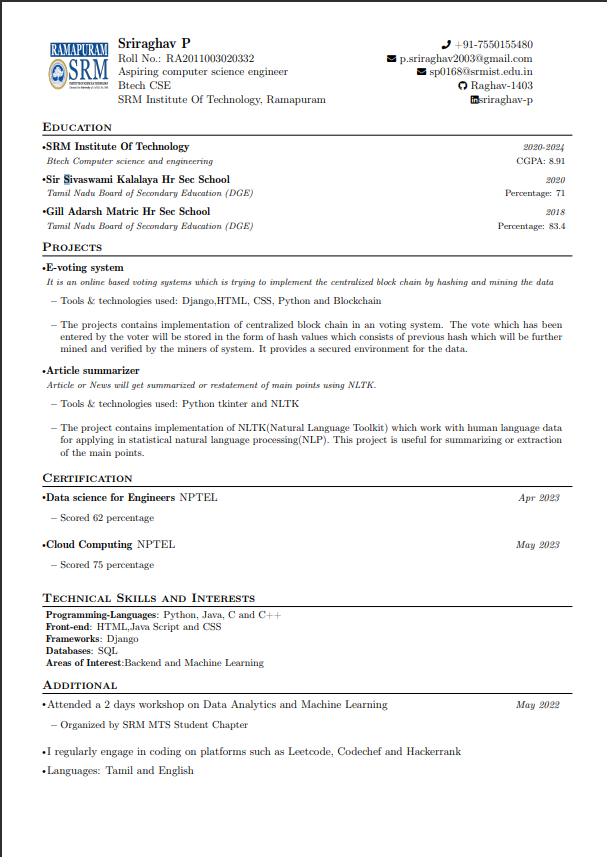 RAMAPURAM
SRM
Sriraghav P
Roll No.: RA2011003020332
Aspiring computer science engineer
Btech CSE
SRM Institute Of Technology, Ramapuram
+91-7550155480
p.sriraghav2003@gmail.com
sp0168@srmist.edu.in
Raghav-1403
sriraghav-p
EDUCATION
•SRM Institute Of Technology 2020-2024
Btech Computer science and engineering CGPA: 8.91
•Sir Sivaswami Kalalaya Hr Sec School 2020
Tamil Nadu Board of Secondary Education (DGE) Percentage: 71
•Gill Adarsh Matric Hr Sec School 2018
Tamil Nadu Board of Secondary Education (DGE) Percentage: 83.4
PROJECTS
•E-voting system
It is an online based voting systems which is trying to implement the centralized block chain by hashing and mining the data
– Tools & technologies used: Django,HTML, CSS, Python and Blockchain
– The projects contains implementation of centralized block chain in an voting system. The vote which has been
entered by the voter will be stored in the form of hash values which consists of previous hash which will be further
mined and verified by the miners of system. It provides a secured environment for the data.
•Article summarizer
Article or News will get summarized or restatement of main points using NLTK.
– Tools & technologies used: Python tkinter and NLTK
– The project contains implementation of NLTK(Natural Language Toolkit) which work with human language data
for applying in statistical natural language processing(NLP). This project is useful for summarizing or extraction
of the main points.
CERTIFICATION
•Data science for Engineers NPTEL Apr 2023
– Scored 62 percentage
•Cloud Computing NPTEL May 2023
– Scored 75 percentage
TECHNICAL SKILLS AND INTERESTS
Programming-Languages: Python, Java, C and C++
Front-end: HTML,Java Script and CSS
Frameworks: Django
Databases: SQL
Areas of Interest:Backend and Machine Learning
ADDITIONAL
•Attended a 2 days workshop on Data Analytics and Machine Learning May 2022
– Organized by SRM MTS Student Chapter
•I regularly engage in coding on platforms such as Leetcode, Codechef and Hackerrank
•Languages: Tamil and English